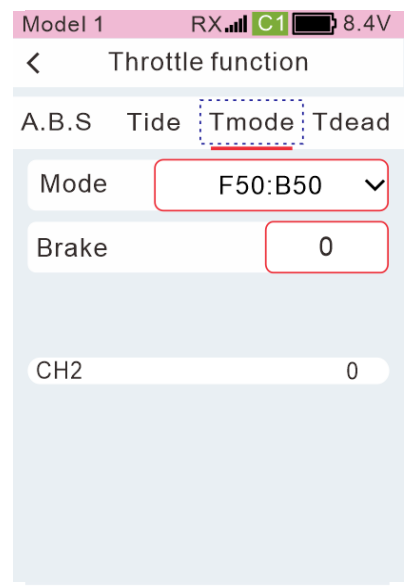 Model 1 RX C1 8.4V
Throttle function
A.B.S Tide Tmode Tdead
Mode F50:B50
Brake 0
CH2 0